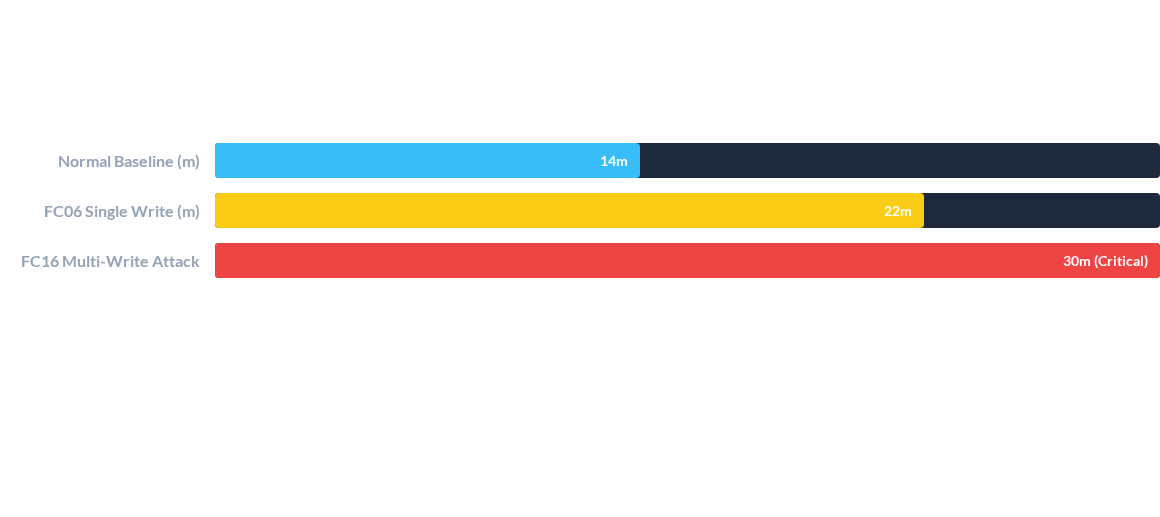 Normal Baseline (m) 14m
FC06 Single Write (m) 22m
FC16 Multi-Write Attack 30m (Critical)